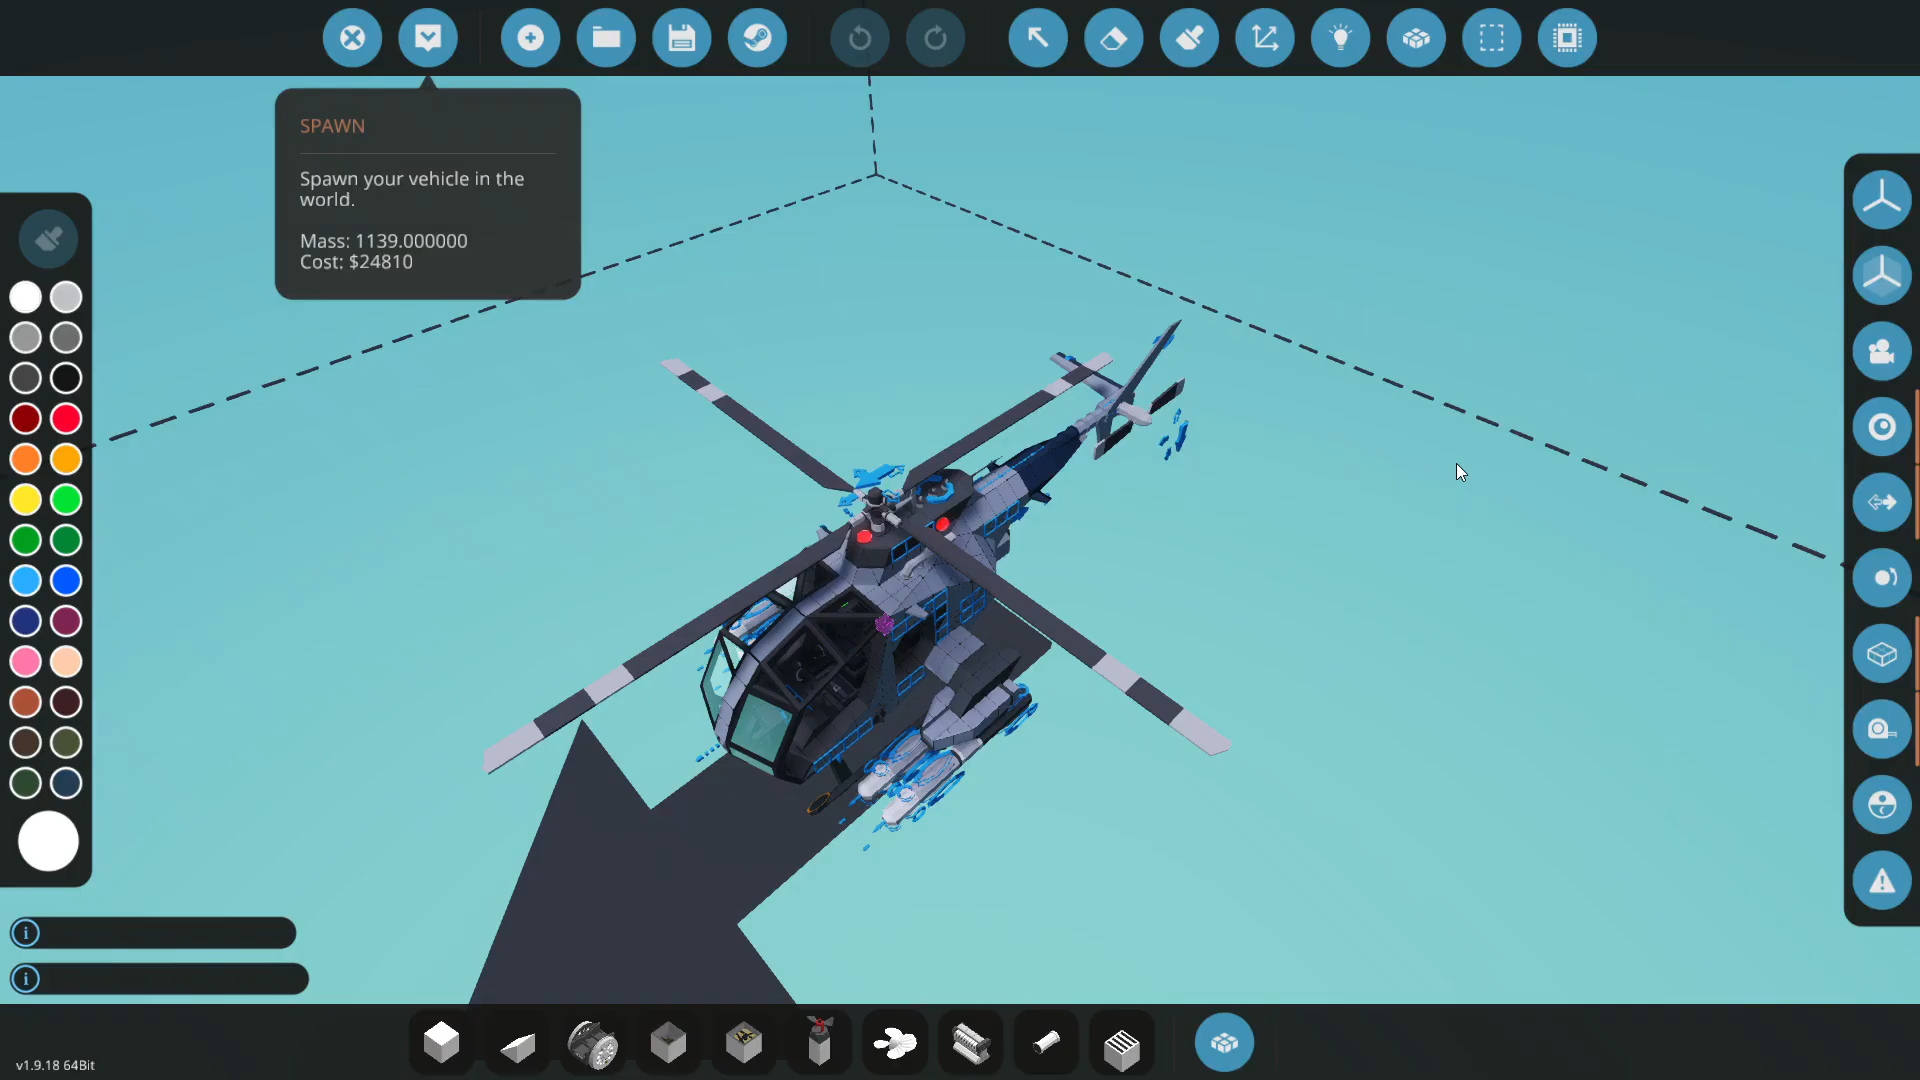 SPAWN
Spawn your vehicle in the
world.
Mass: 1139.000000
Cost: $24810
v1.9.18 64Bit